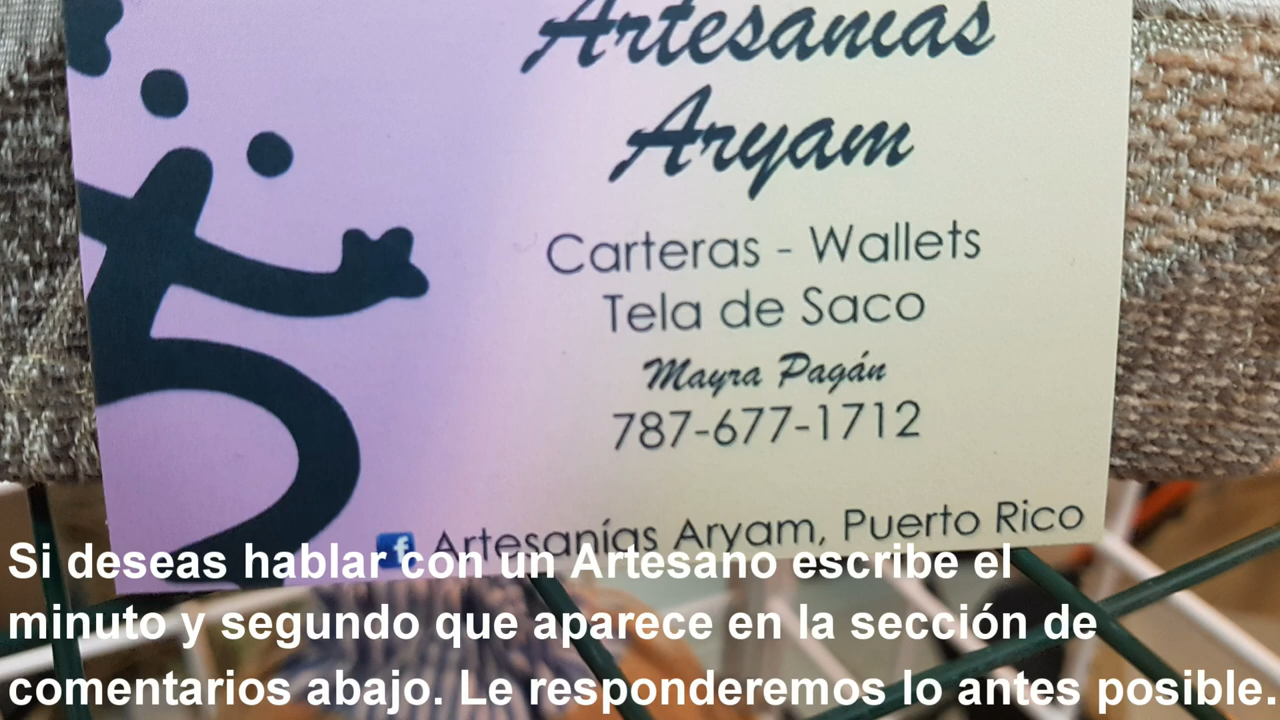 Artesanías
Aryam
Carteras - Wallets
Tela de Saco
Mayra Pagán
787-677-1712
f Artesanías Aryam, Puerto Rico
Si deseas hablar con un Artesano escribe el
minuto y segundo que aparece en la sección de
comentarios abajo. Le responderemos lo antes posible.